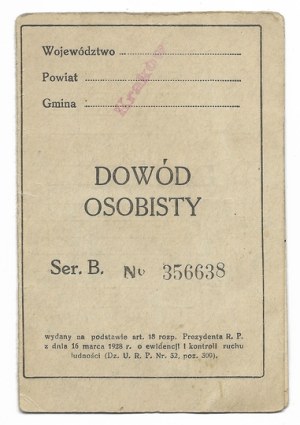 Województwo
Powiat
Gmina
Kraków
DOWÓD
OSOBISTY
Ser. B. No 356638
wydany na podstawie art. 18 rozp. Prezydenta R. P.
z dnia 16 marca 1928 r. o ewidencji i kontroli ruchu
ludności (Dz. U. R. P. Nr. 32, poz. 309).